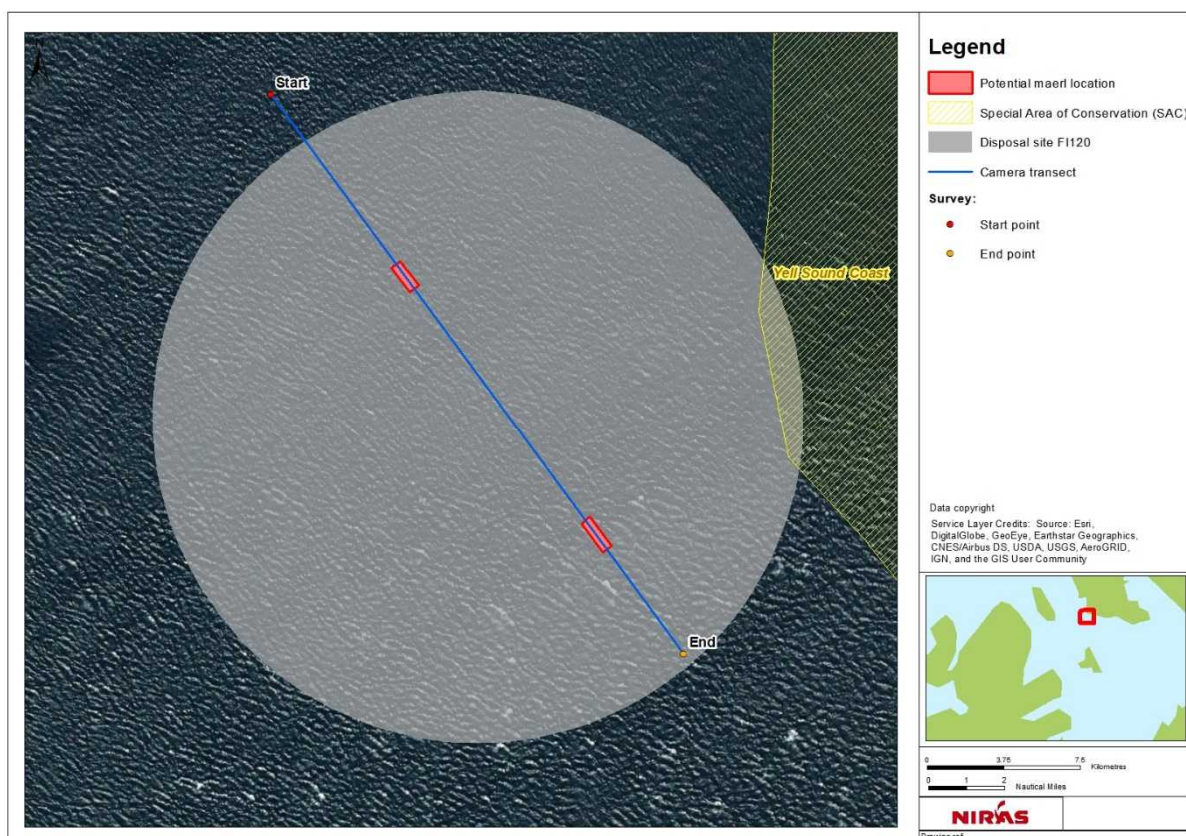 Start
Yell Sound Coast
End
Legend
Potential maerl location
Special Area of Conservation (SAC)
Disposal site FI120
Camera transect
Survey:
Start point
End point
Data copyright
Service Layer Credits: Source: Esri,
DigitalGlobe, GeoEye, Earthstar Geographics,
CNES/Airbus DS, USDA, USGS, AeroGRID,
IGN, and the GIS User Community
0 3.75 7.5
Kilometres
0 1 2
Nautical Miles
NIRAS